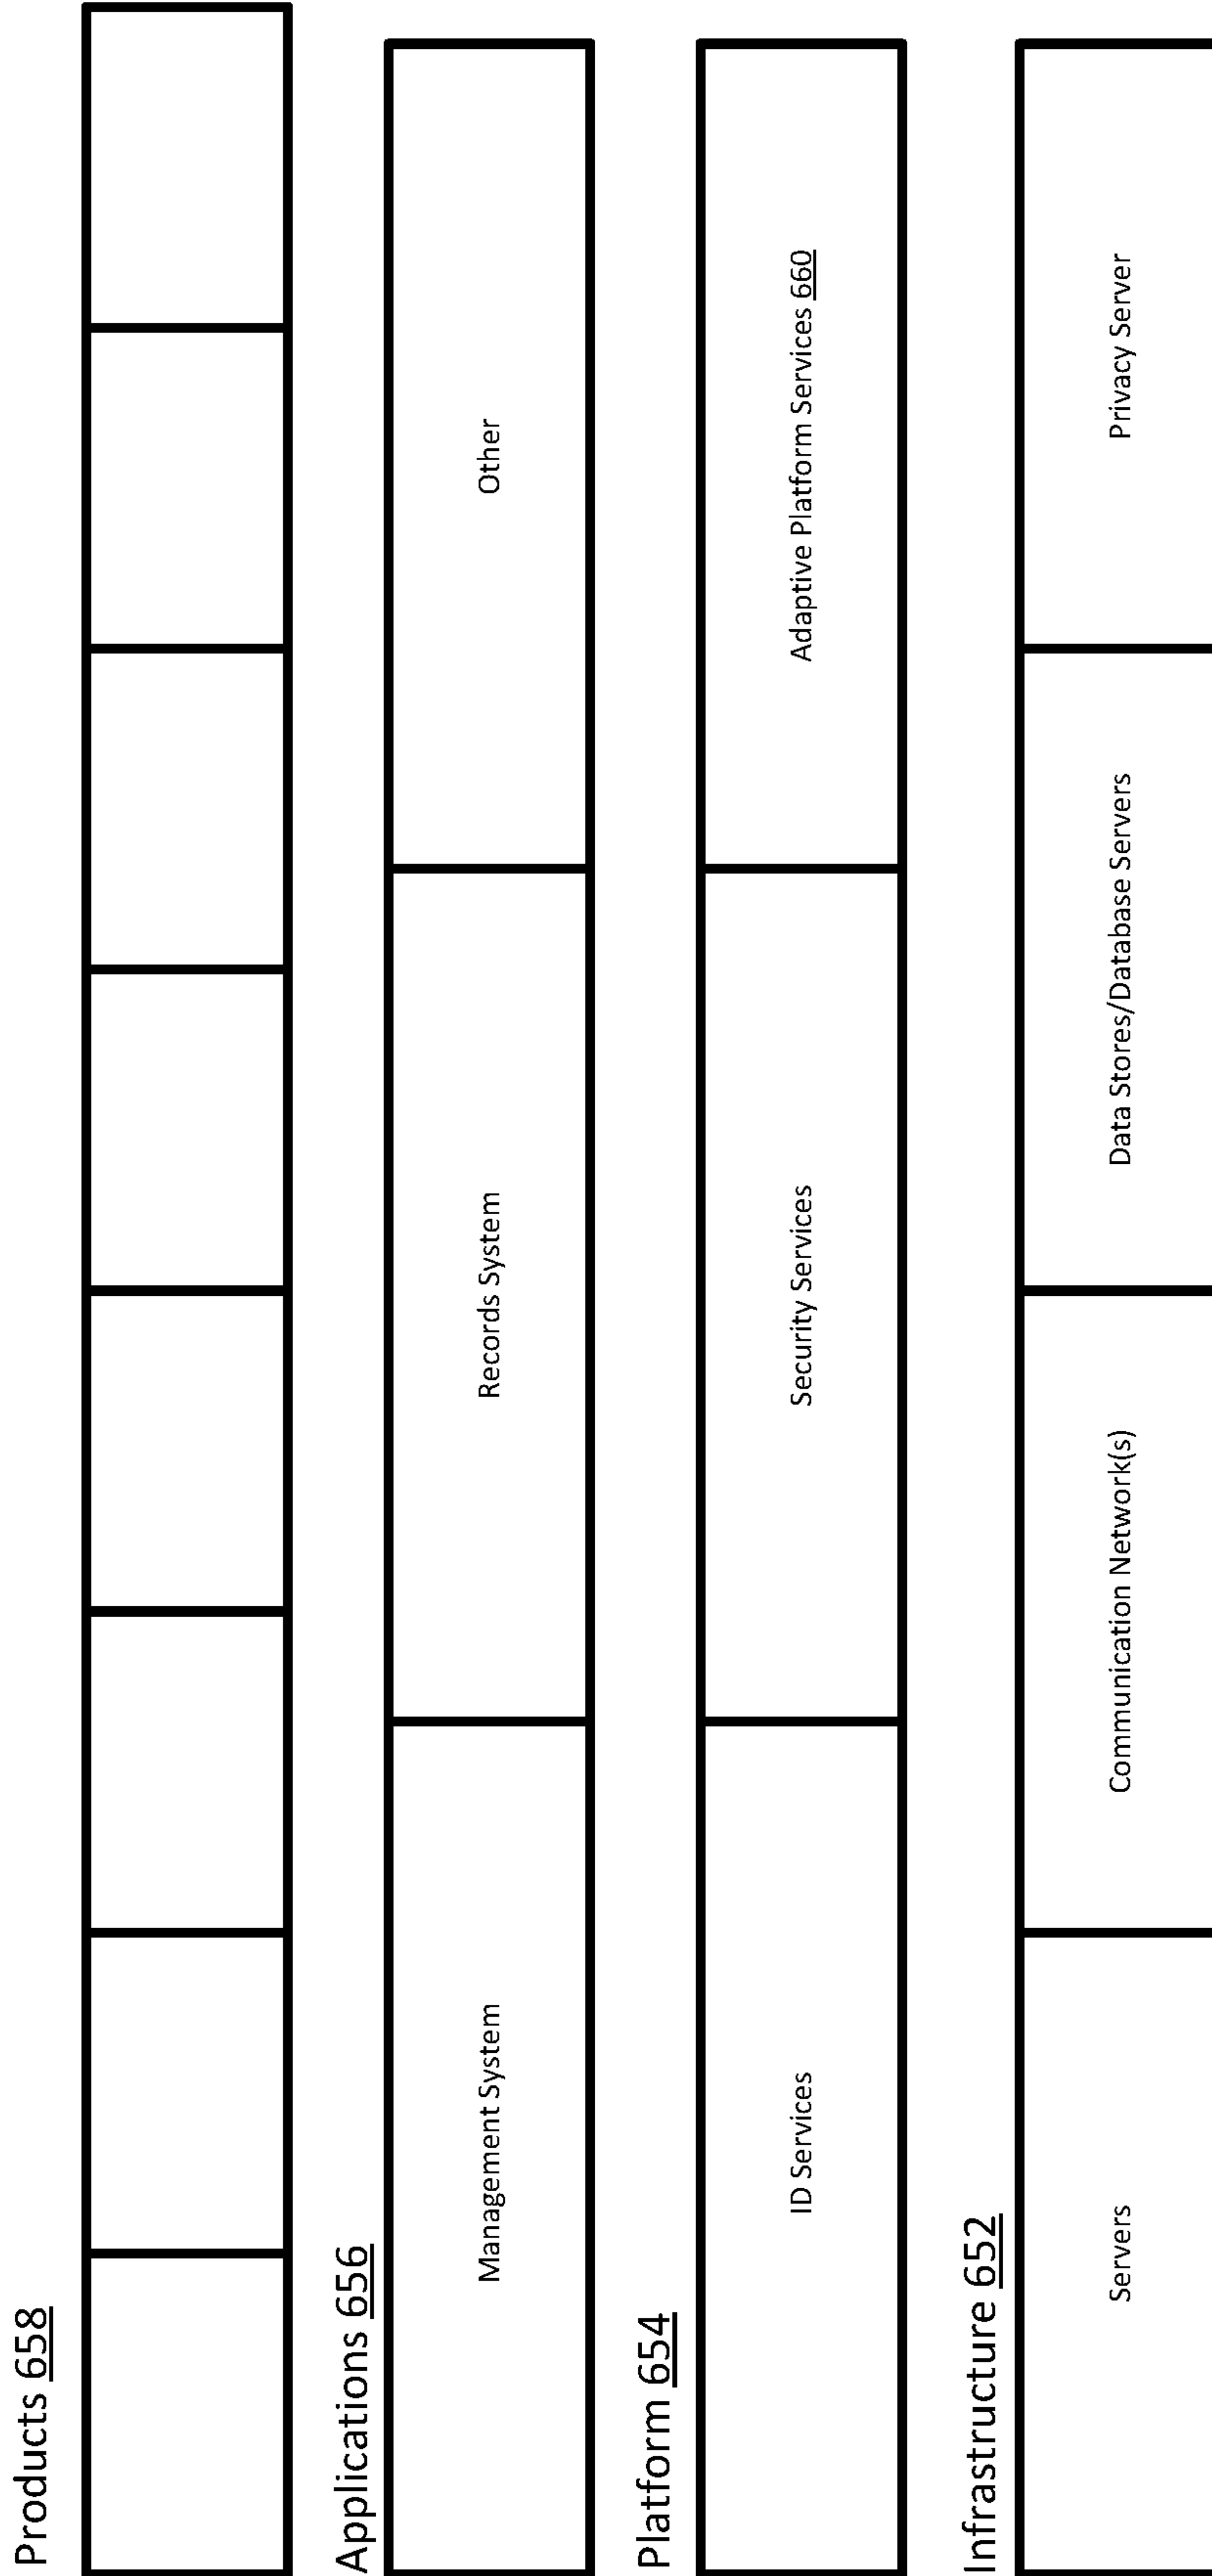 Products 658
Applications 656
Management System
Records System
Other
Platform 654
ID Services
Security Services
Adaptive Platform Services 660
Infrastructure 652
Servers
Communication Network(s)
Data Stores/Database Servers
Privacy Server